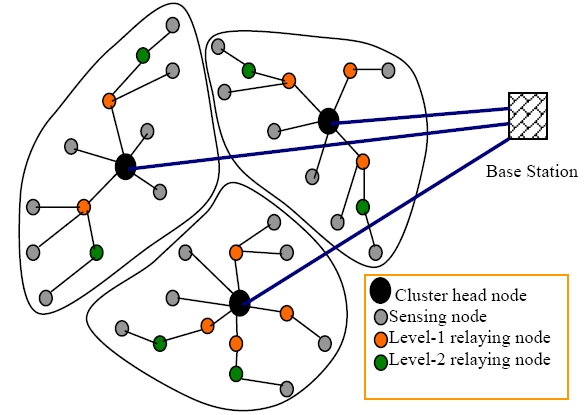 Base Station
Cluster head node
Sensing node
Level-1 relaying node
Level-2 relaying node